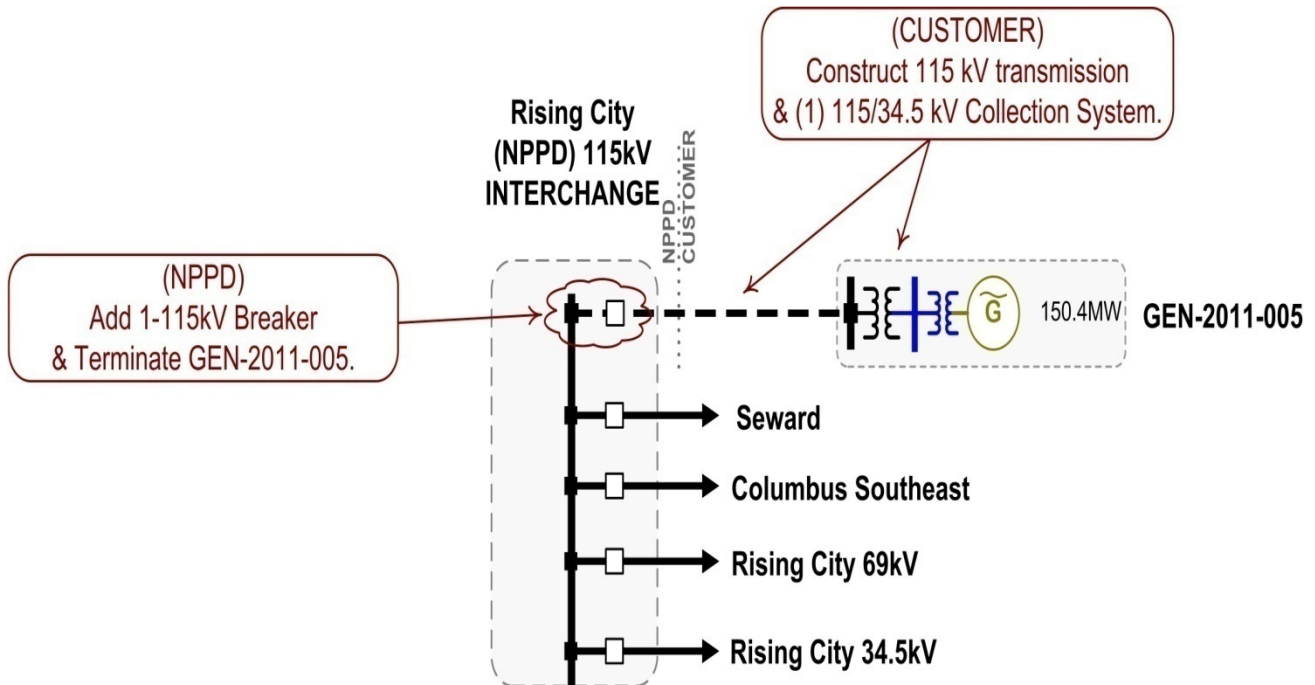 (CUSTOMER)
Construct 115 kV transmission
& (1) 115/34.5 kV Collection System.
Rising City
(NPPD) 115kV
INTERCHANGE
NPPD
CUSTOMER
(NPPD)
Add 1-115kV Breaker
& Terminate GEN-2011-005.
G
150.4MW
GEN-2011-005
Seward
Columbus Southeast
Rising City 69kV
Rising City 34.5kV